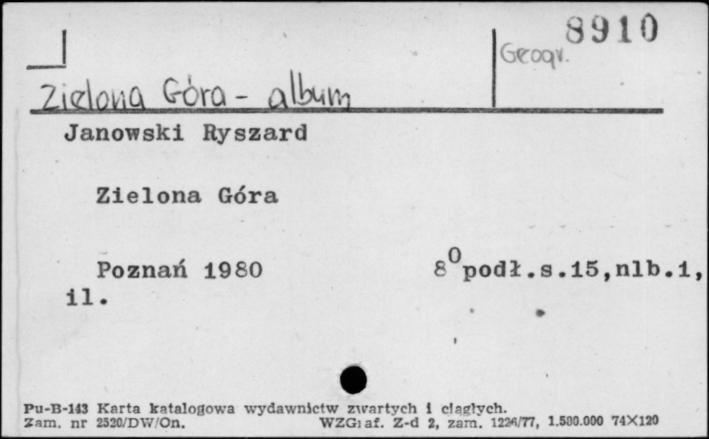 8910
Geogr.
Zielona Góra - album
Janowski Ryszard
Zielona Góra
Poznań 1980 8⁰podł.s.15,nlb.1,
il.
Pu-B-143 Karta katalogowa wydawnictw zwartych i ciągłych.
Zam. nr 2520/DW/On. WZGraf. Z-d 2, zam. 1226/77, 1.500.000 74X120